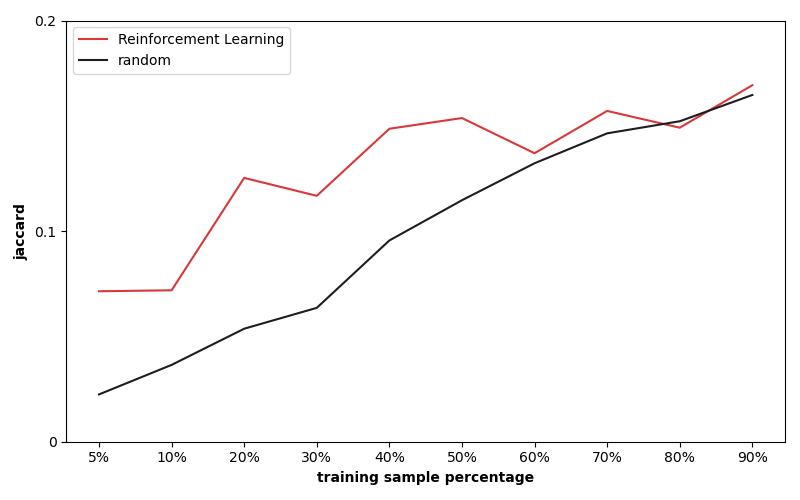 0.2
Reinforcement Learning
random
0.1
jaccard
0
5% 10% 20% 30% 40% 50% 60% 70% 80% 90%
training sample percentage